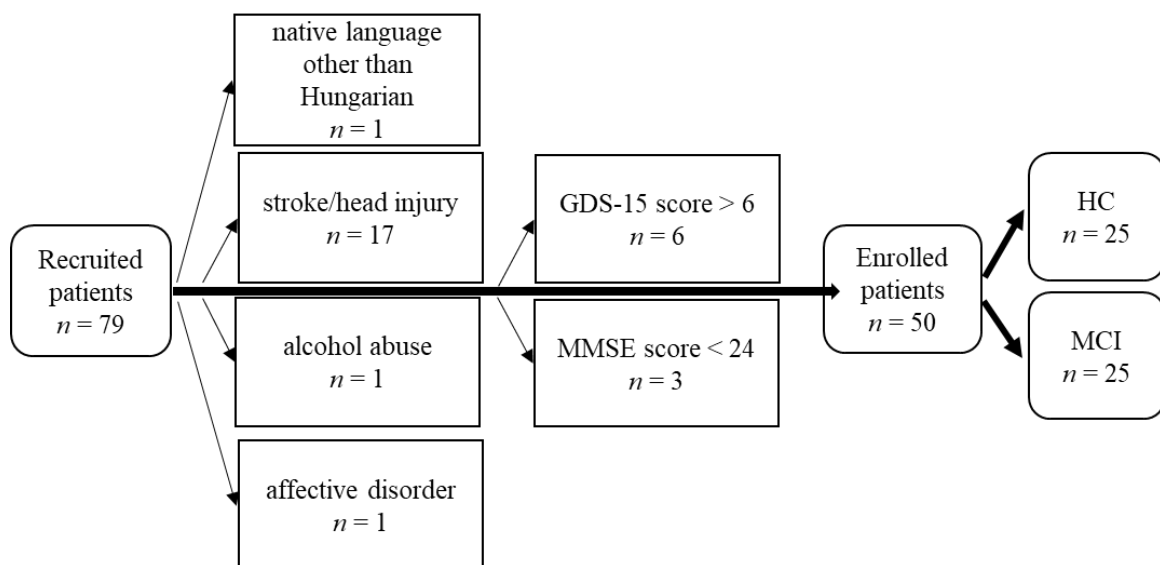 Recruited
patients
n = 79
native language
other than
Hungarian
n = 1
stroke/head injury
n = 17
alcohol abuse
n = 1
affective disorder
n = 1
GDS-15 score > 6
n = 6
MMSE score < 24
n = 3
Enrolled
patients
n = 50
HC
n = 25
MCI
n = 25